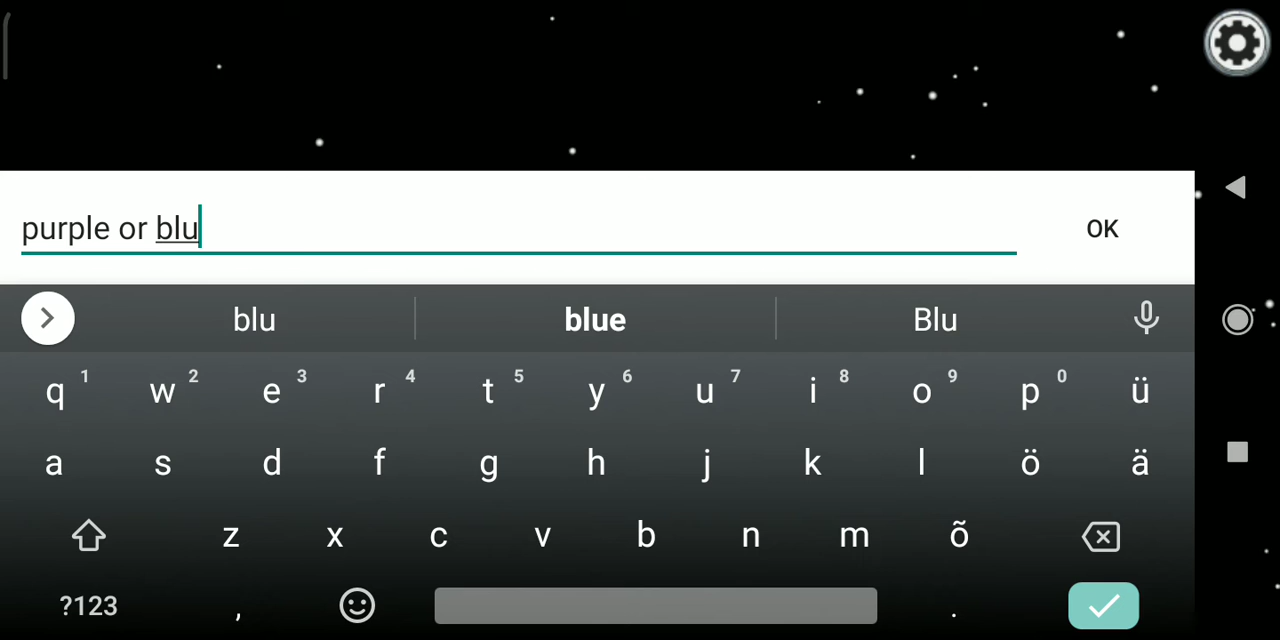 purple or blu
OK
blu blue Blu
q 1 w 2 e 3 r 4 t 5 y 6 u 7 i 8 o 9 p 0 ü
a s d f g h j k l ö ä
z x c v b n m õ
?123 , .